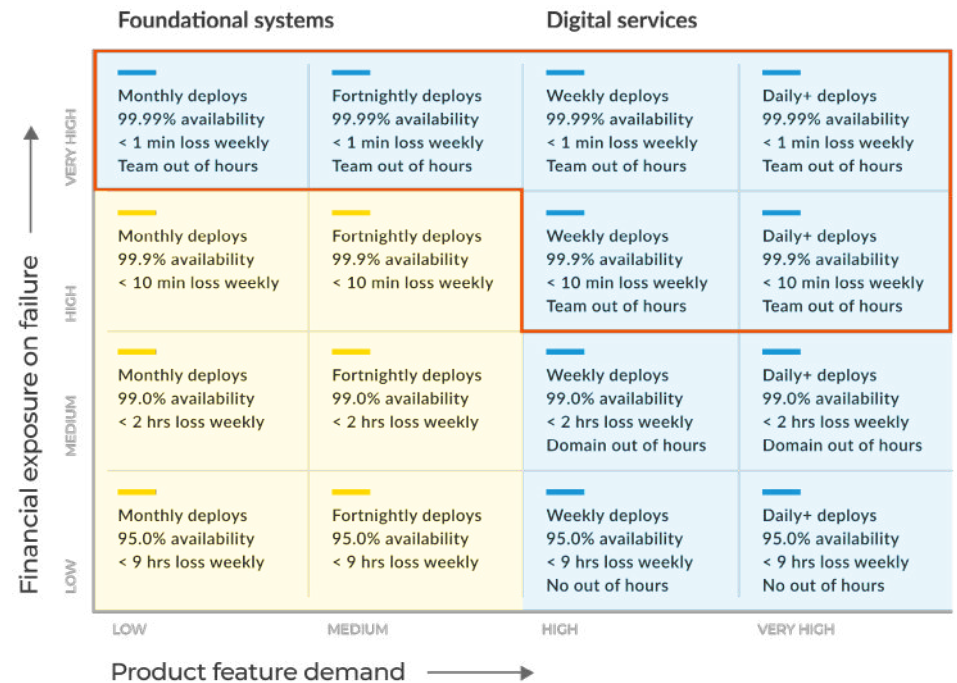 Foundational systems
Digital services
Financial exposure on failure
VERY HIGH
Monthly deploys
99.99% availability
< 1 min loss weekly
Team out of hours
Fortnightly deploys
99.99% availability
< 1 min loss weekly
Team out of hours
Weekly deploys
99.99% availability
< 1 min loss weekly
Team out of hours
Daily+ deploys
99.99% availability
< 1 min loss weekly
Team out of hours
HIGH
Monthly deploys
99.9% availability
< 10 min loss weekly
Fortnightly deploys
99.9% availability
< 10 min loss weekly
Weekly deploys
99.9% availability
< 10 min loss weekly
Team out of hours
Daily+ deploys
99.9% availability
< 10 min loss weekly
Team out of hours
MEDIUM
Monthly deploys
99.0% availability
< 2 hrs loss weekly
Fortnightly deploys
99.0% availability
< 2 hrs loss weekly
Weekly deploys
99.0% availability
< 2 hrs loss weekly
Domain out of hours
Daily+ deploys
99.0% availability
< 2 hrs loss weekly
Domain out of hours
LOW
Monthly deploys
95.0% availability
< 9 hrs loss weekly
Fortnightly deploys
95.0% availability
< 9 hrs loss weekly
Weekly deploys
95.0% availability
< 9 hrs loss weekly
No out of hours
Daily+ deploys
95.0% availability
< 9 hrs loss weekly
No out of hours
LOW
MEDIUM
HIGH
VERY HIGH
Product feature demand